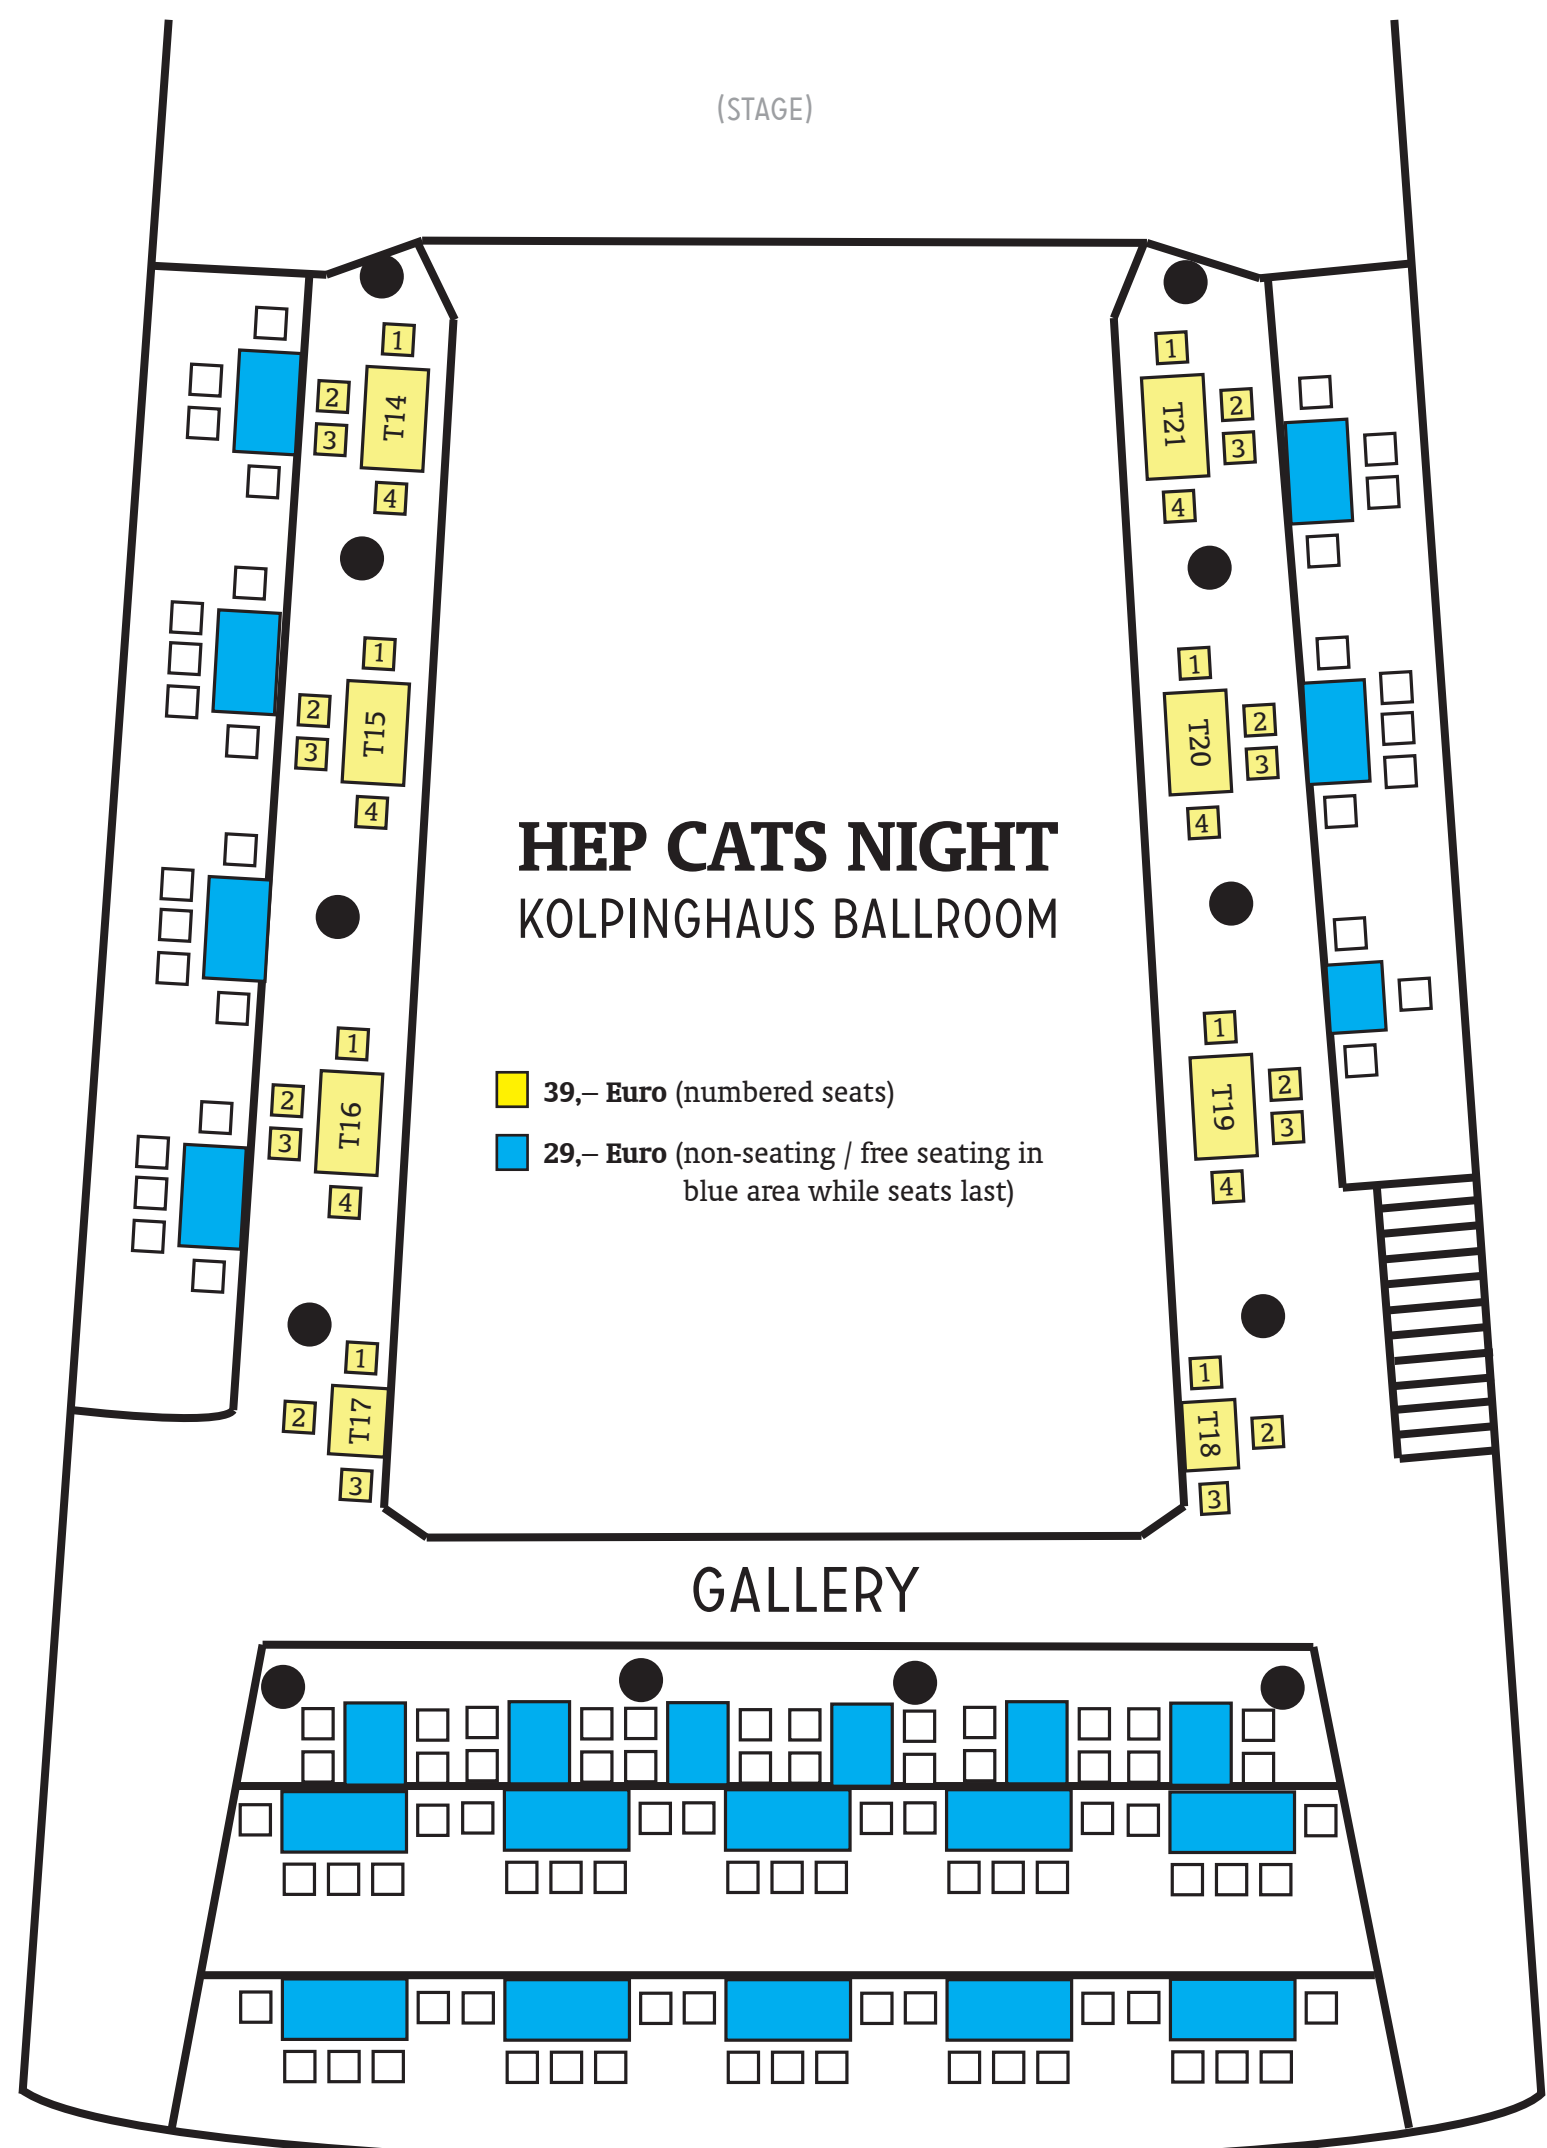 (STAGE)
1
2
T14
3
4
1
2
T15
3
4
1
2
T16
3
4
1
2
T17
3
1
T21
2
3
4
1
T20
2
3
4
1
T19
2
3
4
1
T18
2
3
HEP CATS NIGHT
KOLPINGHAUS BALLROOM
39,– Euro (numbered seats)
29,– Euro (non-seating / free seating in
blue area while seats last)
GALLERY